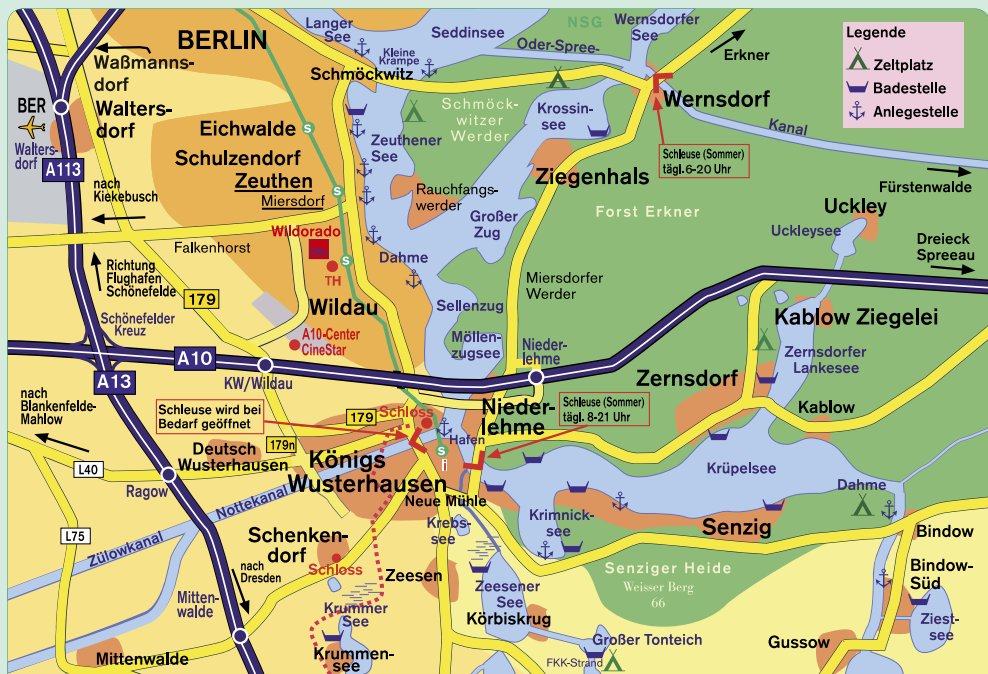 Langer
See
Seddinsee
NSG
Wernsdorfer
See
Oder-Spree-
Erkner
Legende
Zeltplatz
Badestelle
Anlegestelle
BERLIN
Kleine
Krampe
Schmöckwitz
Waßmanns-
dorf
BER
Walters-
dorf
Walters-
dorf
A113
Eichwalde
Schulzendorf
Zeuthen
Miersdorf
Zeuthener
See
Schmöck-
witzer
Werder
Krossin-
see
Wernsdorf
Kanal
Schleuse (Sommer)
tägl. 6-20 Uhr
Fürstenwalde
nach
Kiekebusch
Rauchfangs-
werder
Ziegenhals
Großer
Zug
Forst Erkner
Uckley
Uckleysee
Dreieck
Spreeau
Falkenhorst
Wildorado
TH
Dahme
Miersdorfer
Werder
Richtung
Flughafen
Schönefelde
179
Wildau
Sellenzug
Schönefelder
Kreuz
A10-Center
CineStar
Möllen-
zugsee
Nieder-
lehme
Kablow Ziegelei
Zernsdorfer
Lankesee
A10
A13
KW/Wildau
Zernsdorf
Kablow
nach
Blankenfelde-
Mahlow
Schleuse wird bei
Bedarf geöffnet
179
Schloss
Nieder-
lehme
Schleuse (Sommer)
tägl. 8-21 Uhr
Hafen
179n
Deutsch
Wusterhausen
L40
Ragow
Königs
Wusterhausen
i
Neue Mühle
Krüpelsee
Dahme
Nottekanal
Krebs-
see
Krimnick-
see
Senzig
Bindow
L75
Zülowkanal
Schenken-
dorf
Schloss
nach
Dresden
Zeesen
Zeesener
See
Senziger Heide
Weisser Berg
66
Bindow-
Süd
Mitten-
walde
Krummer
See
Körbiskrug
Ziest-
see
Großer Tonteich
FKK-Strand
Gussow
Mittenwalde
Krummen-
see
S
S
S
S